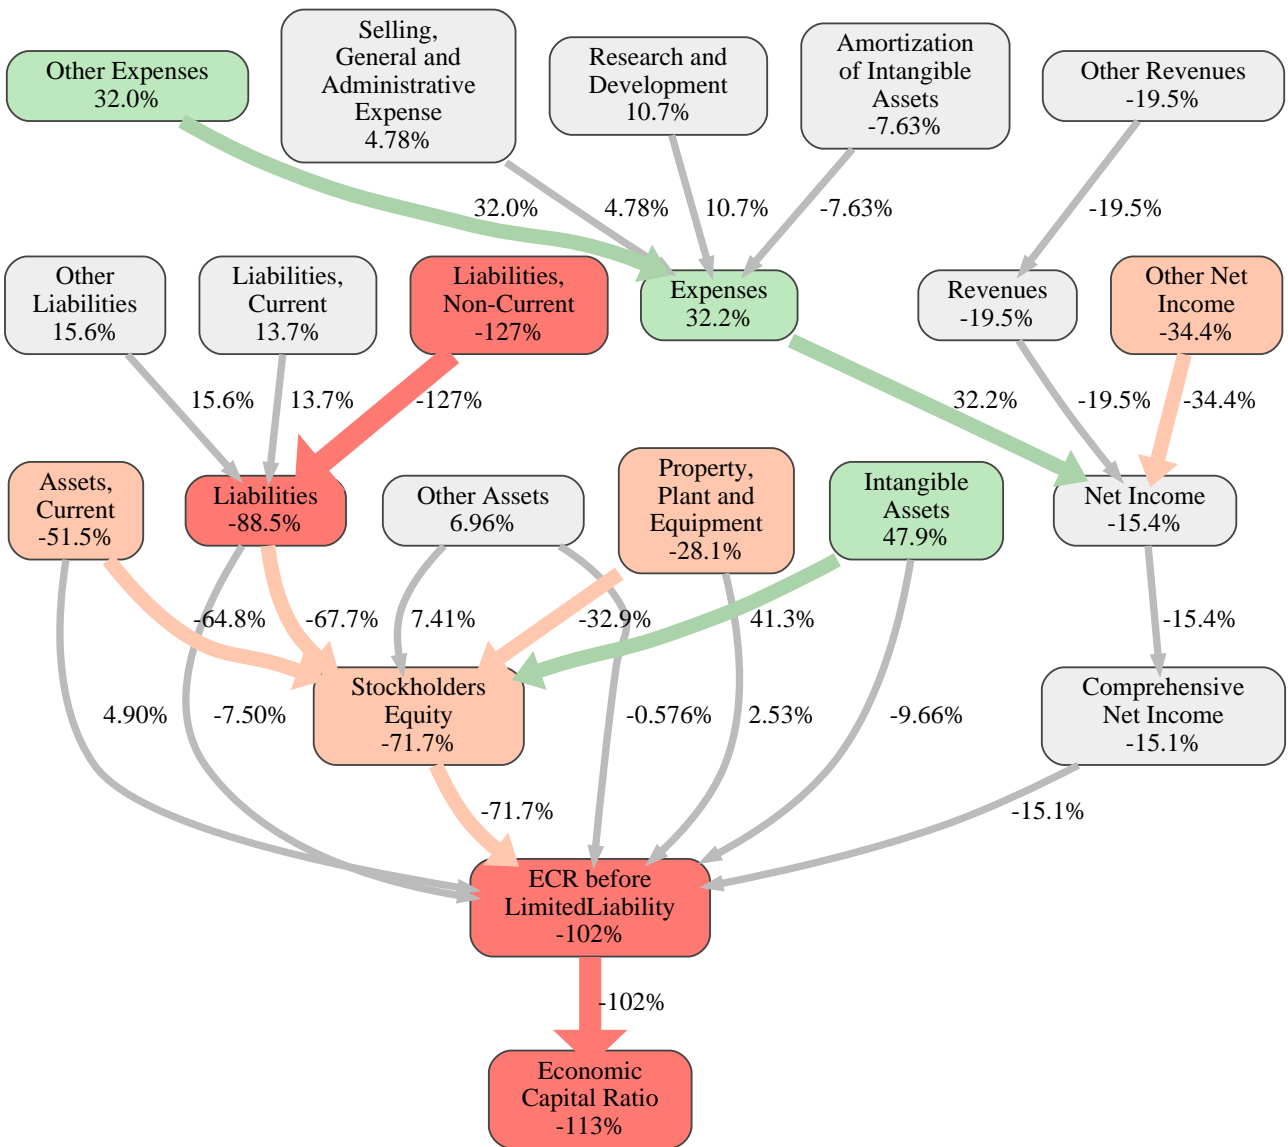 Other Expenses
32.0%
Selling,
General and
Administrative
Expense
4.78%
Research and
Development
10.7%
Amortization
of Intangible
Assets
-7.63%
Other Revenues
-19.5%
32.0%
4.78%
10.7%
-7.63%
-19.5%
Other
Liabilities
15.6%
Liabilities,
Current
13.7%
Liabilities,
Non-Current
-127%
Expenses
32.2%
Revenues
-19.5%
Other Net
Income
-34.4%
15.6%
13.7%
-127%
32.2%
-19.5%
-34.4%
Assets,
Current
-51.5%
Liabilities
-88.5%
Other Assets
6.96%
Property,
Plant and
Equipment
-28.1%
Intangible
Assets
47.9%
Net Income
-15.4%
-64.8%
-67.7%
7.41%
-32.9%
41.3%
-15.4%
Stockholders
Equity
-71.7%
Comprehensive
Net Income
-15.1%
4.90%
-7.50%
-0.576%
2.53%
-9.66%
-71.7%
-15.1%
ECR before
LimitedLiability
-102%
-102%
Economic
Capital Ratio
-113%